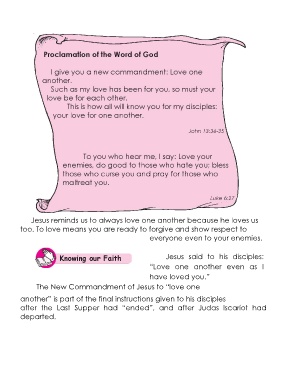 Proclamation of the Word of God
I give you a new commandment: Love one
another.
Such as my love has been for you, so must your
love be for each other.
This is how all will know you for my disciples:
your love for one another.
John 13:34-35
To you who hear me, I say: Love your
enemies, do good to those who hate you; bless
those who curse you and pray for those who
maltreat you.
Luke 6:27
Jesus reminds us to always love one another because he loves us
too. To love means you are ready to forgive and show respect to
everyone even to your enemies.
Knowing our Faith
Jesus said to his disciples:
"Love one another even as I
have loved you."
The New Commandment of Jesus to "love one
another" is part of the final instructions given to his disciples
after the Last Supper had "ended", and after Judas Iscariot had
departed.